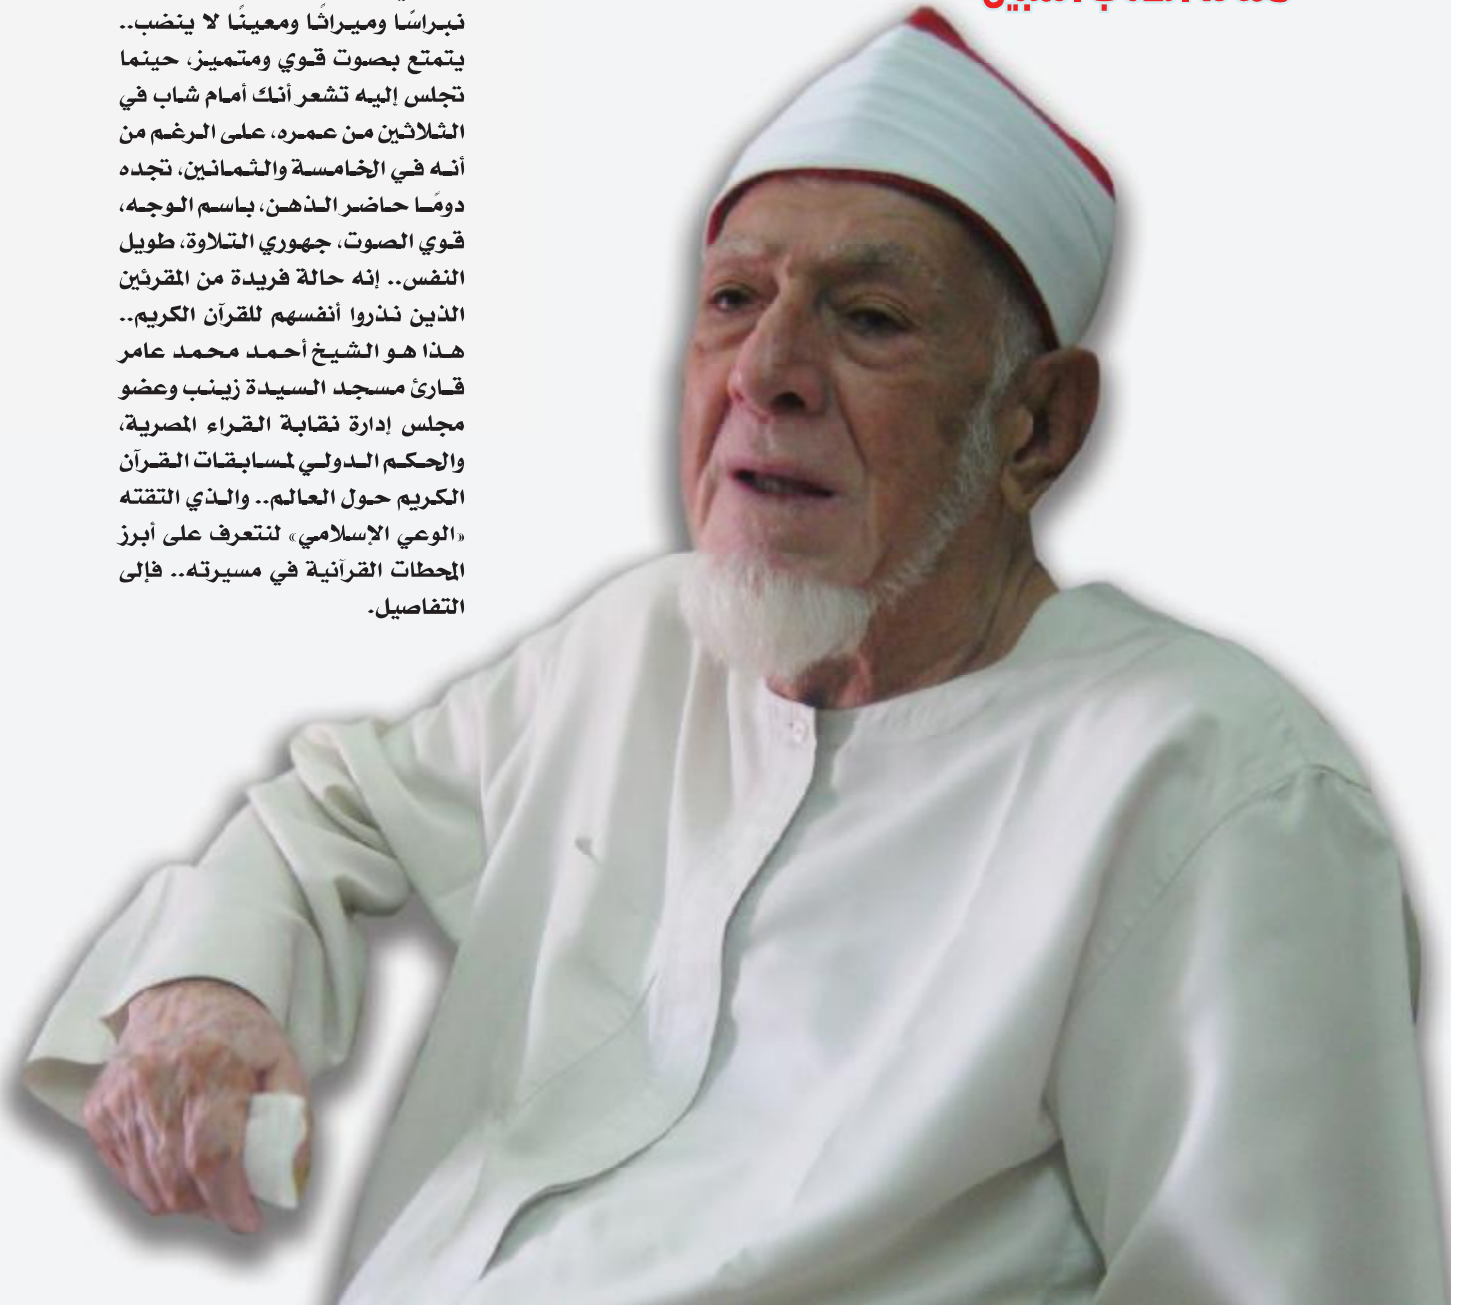 نبراسًا وميراثًا ومعينًا لا ينضب..
يتمتع بصوت قوي ومتميز، حينما
تجلس إليه تشعر أنك أمام شاب في
الثلاثين من عمره، على الرغم من
أنه في الخامسة والثمانين، تجده
دومًا حاضر الذهن، باسم الوجه،
قوي الصوت، جهوري التلاوة، طويل
النفس.. إنه حالة فريدة من المقرئين
الذين نذروا أنفسهم للقرآن الكريم..
هذا هو الشيخ أحمد محمد عامر
قارئ مسجد السيدة زينب وعضو
مجلس إدارة نقابة القراء المصرية،
والحكم الدولي لمسابقات القرآن
الكريم حول العالم.. والذي التقته
«الوعي الإسلامي» لنتعرف على أبرز
المحطات القرآنية في مسيرته.. فإلى
التفاصيل.